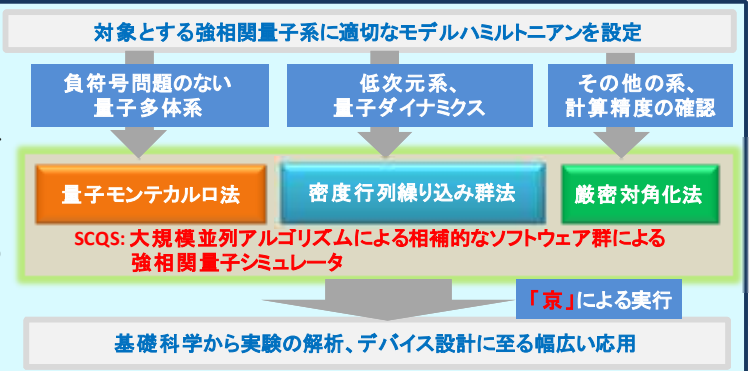 対象とする強相関量子系に適切なモデルハミルトニアンを設定
負符号問題のない
量子多体系
低次元系、
量子ダイナミクス
その他の系、
計算精度の確認
量子モンテカルロ法
密度行列繰り込み群法
厳密対角化法
SCQS: 大規模並列アルゴリズムによる相補的なソフトウェア群による
強相関量子シミュレータ
「京」による実行
基礎科学から実験の解析、デバイス設計に至る幅広い応用